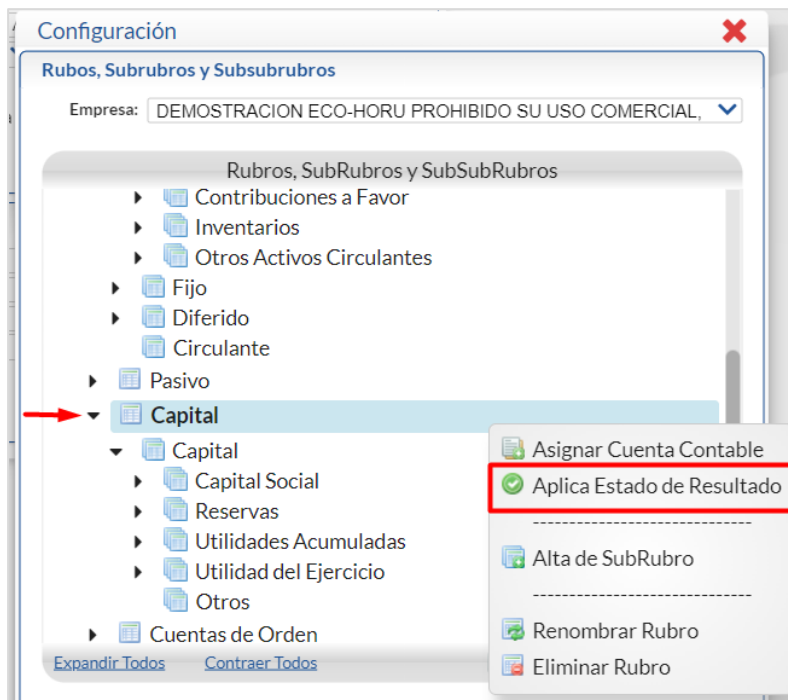 Configuración
Rubos, Subrubros y Subsubrubros
Empresa: DEMOSTRACION ECO-HORU PROHIBIDO SU USO COMERCIAL,
Rubros, SubRubros y SubSubRubros
Contribuciones a Favor
Inventarios
Otros Activos Circulantes
Fijo
Diferido
Circulante
Pasivo
Capital
Capital
Capital Social
Reservas
Utilidades Acumuladas
Utilidad del Ejercicio
Otros
Cuentas de Orden
Expandir Todos Contraer Todos
Asignar Cuenta Contable
Aplica Estado de Resultado
------------------------------
Alta de SubRubro
------------------------------
Renombrar Rubro
Eliminar Rubro